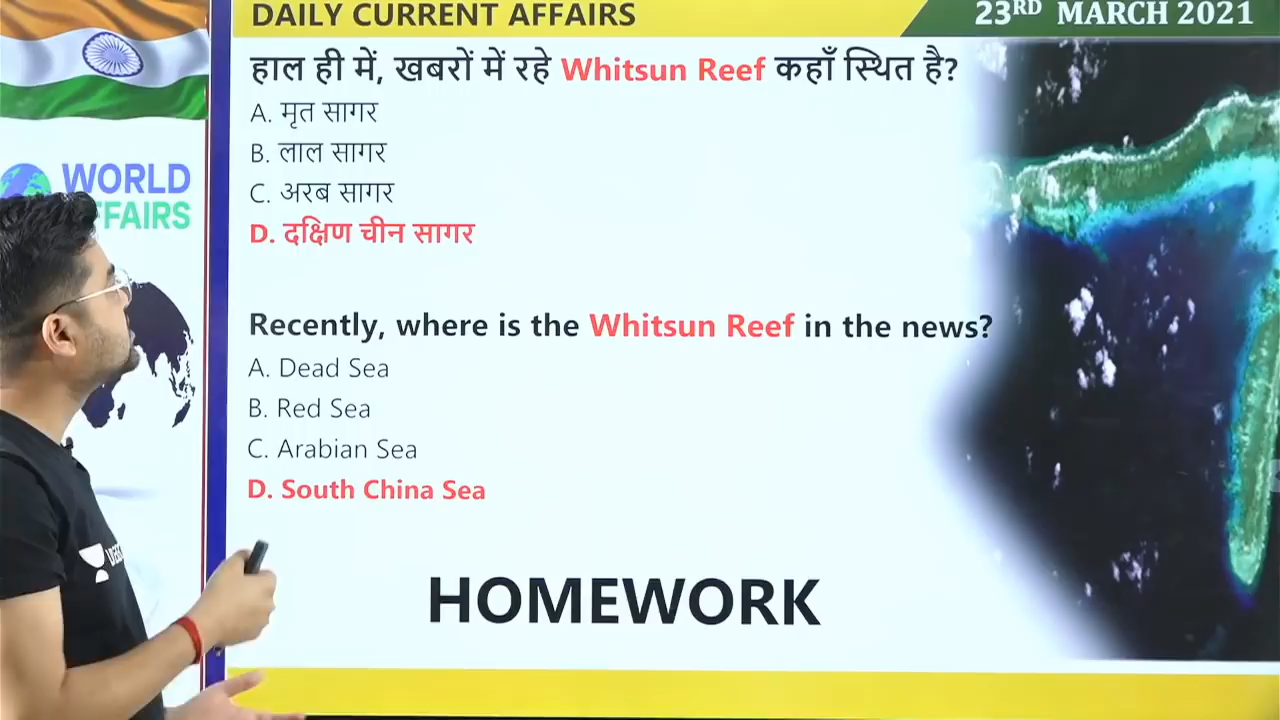 DAILY CURRENT AFFAIRS
23RD MARCH 2021
हाल ही में, खबरों में रहे Whitsun Reef कहाँ स्थित है?
A. मृत सागर
B. लाल सागर
C. अरब सागर
D. दक्षिण चीन सागर
WORLD
FFAIRS
Recently, where is the Whitsun Reef in the news?
A. Dead Sea
B. Red Sea
C. Arabian Sea
D. South China Sea
HOMEWORK